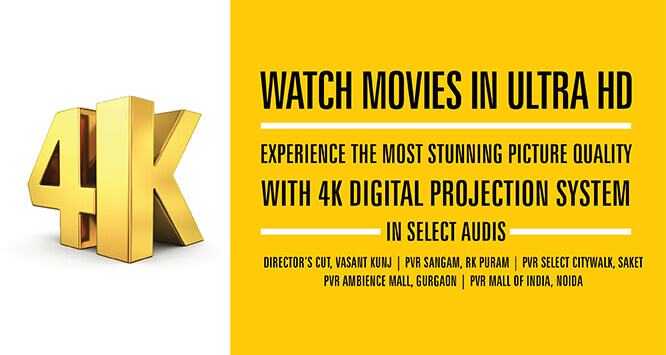 4K
WATCH MOVIES IN ULTRA HD
EXPERIENCE THE MOST STUNNING PICTURE QUALITY
WITH 4K DIGITAL PROJECTION SYSTEM
IN SELECT AUDIS
DIRECTOR'S CUT, VASANT KUNJ | PVR SANGAM, RK PURAM | PVR SELECT CITYWALK, SAKET
PVR AMBIENCE MALL, GURGAON | PVR MALL OF INDIA, NOIDA